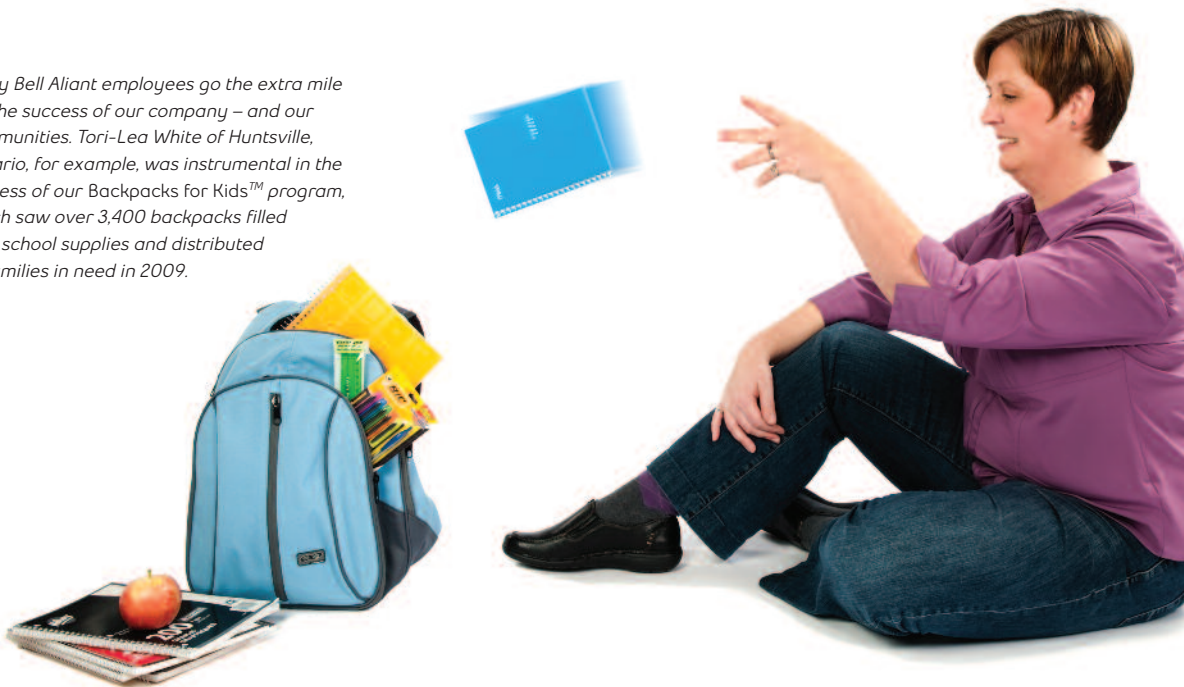 y Bell Aliant employees go the extra mile
he success of our company – and our
munities. Tori-Lea White of Huntsville,
ario, for example, was instrumental in the
ess of our Backpacks for Kids™ program,
h saw over 3,400 backpacks filled
school supplies and distributed
milies in need in 2009.
BIC
200